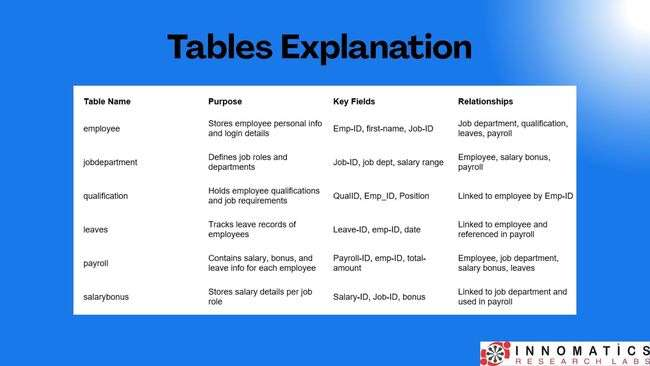 Tables Explanation
Table Name Purpose Key Fields Relationships
employee
Stores employee personal info
and login details
Emp-ID, first-name, Job-ID
Job department, qualification,
leaves, payroll
jobdepartment
Defines job roles and
departments
Job-ID, job dept, salary range
Employee, salary bonus,
payroll
qualification
Holds employee qualifications
and job requirements
QualID, Emp_ID, Position
Linked to employee by Emp-ID
leaves
Tracks leave records of
employees
Leave-ID, emp-ID, date
Linked to employee and
referenced in payroll
payroll
Contains salary, bonus, and
leave info for each employee
Payroll-ID, emp-ID, total-
amount
Employee, job department,
salary bonus, leaves
salarybonus
Stores salary details per job
role
Salary-ID, Job-ID, bonus
Linked to job department and
used in payroll
INNOMATiCS
RESEARCH LABS